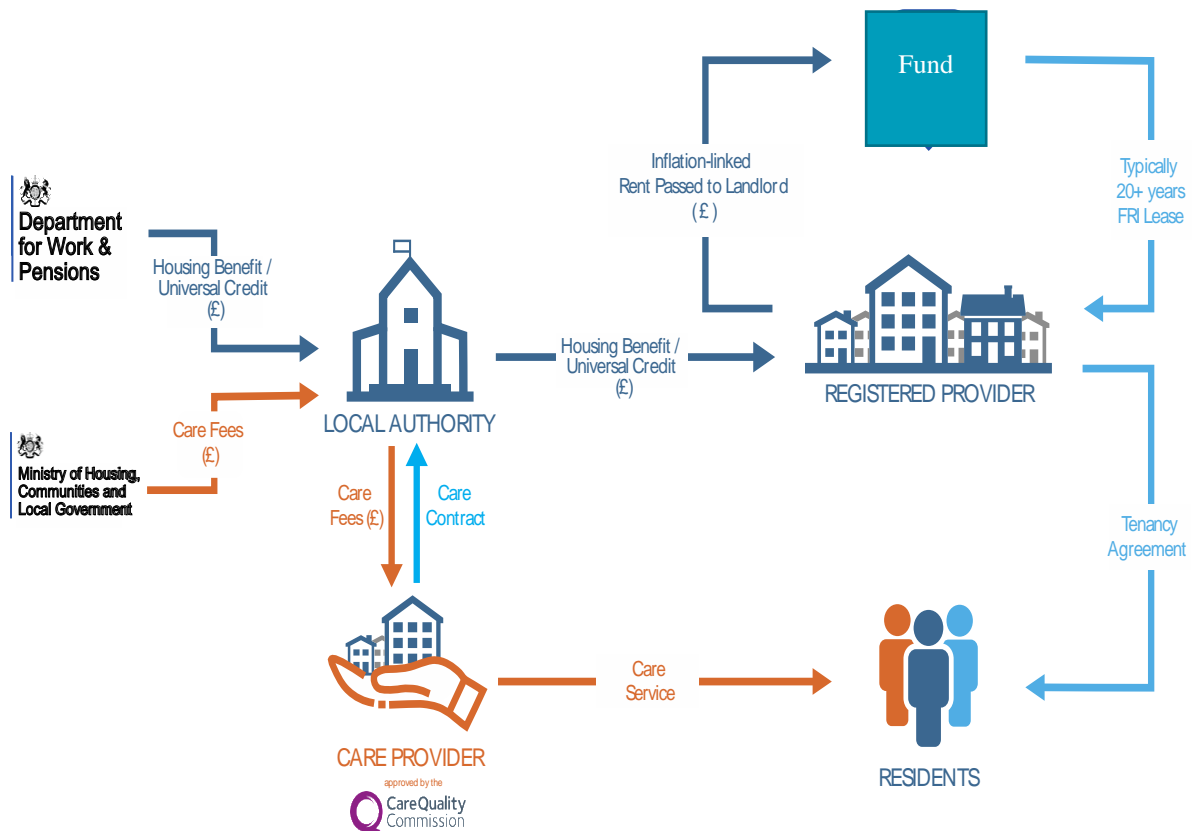 Fund
Inflation-linked
Rent Passed to Landlord
(£)
Typically
20+ years
FRI Lease
Department
for Work &
Pensions
Housing Benefit /
Universal Credit
(£)
Housing Benefit /
Universal Credit
(£)
REGISTERED PROVIDER
LOCAL AUTHORITY
Care Fees
(£)
Ministry of Housing,
Communities and
Local Government
Care
Fees (£)
Care
Contract
Tenancy
Agreement
Care
Service
CARE PROVIDER
approved by the
CareQuality
Commission
RESIDENTS